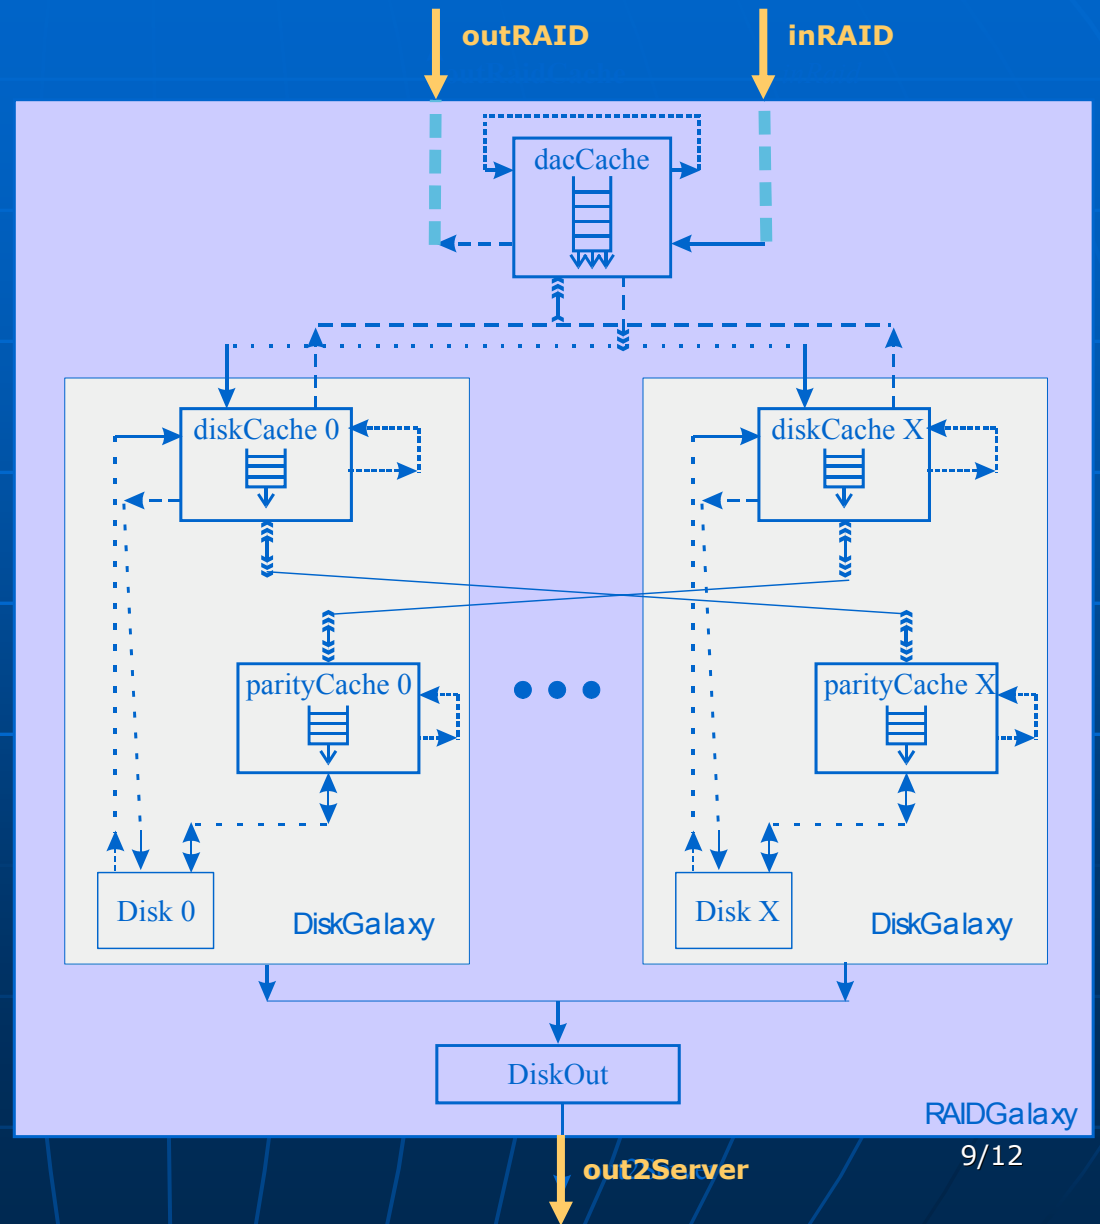 outRAID
inRAID
dacCache
diskCache 0
diskCache X
parityCache 0
parityCache X
Disk 0
DiskGalaxy
Disk X
DiskGalaxy
DiskOut
RAIDGalaxy
9/12
out2Server